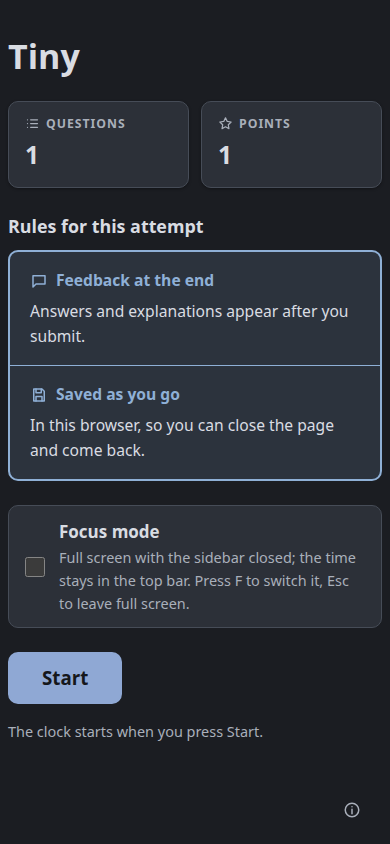 Tiny
QUESTIONS
1
POINTS
1
Rules for this attempt
Feedback at the end
Answers and explanations appear after you
submit.
Saved as you go
In this browser, so you can close the page
and come back.
Focus mode
Full screen with the sidebar closed; the time
stays in the top bar. Press F to switch it, Esc
to leave full screen.
Start
The clock starts when you press Start.